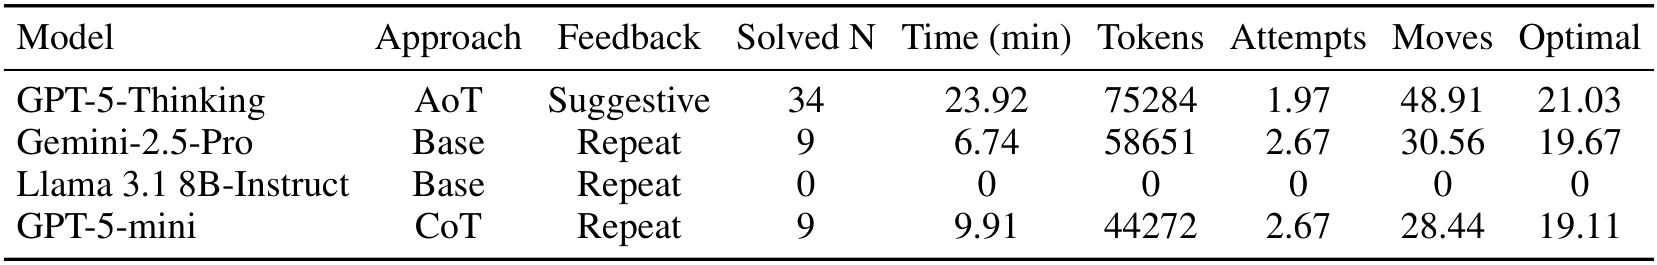 Model Approach Feedback Solved N Time (min) Tokens Attempts Moves Optimal
GPT-5-Thinking AoT Suggestive 34 23.92 75284 1.97 48.91 21.03
Gemini-2.5-Pro Base Repeat 9 6.74 58651 2.67 30.56 19.67
Llama 3.1 8B-Instruct Base Repeat 0 0 0 0 0 0
GPT-5-mini CoT Repeat 9 9.91 44272 2.67 28.44 19.11